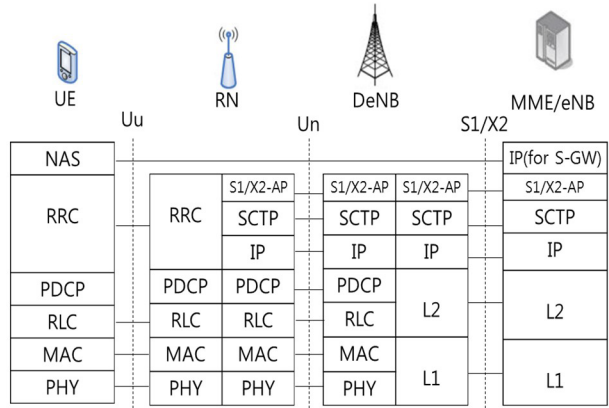 UE
RN
DeNB
MME/eNB
Uu
Un
S1/X2
NAS
IP(for S-GW)
RRC
RRC
S1/X2-AP
S1/X2-AP
S1/X2-AP
S1/X2-AP
SCTP
SCTP
SCTP
SCTP
IP
IP
IP
IP
PDCP
PDCP
PDCP
PDCP
L2
L2
RLC
RLC
RLC
RLC
MAC
MAC
MAC
MAC
L1
L1
PHY
PHY
PHY
PHY